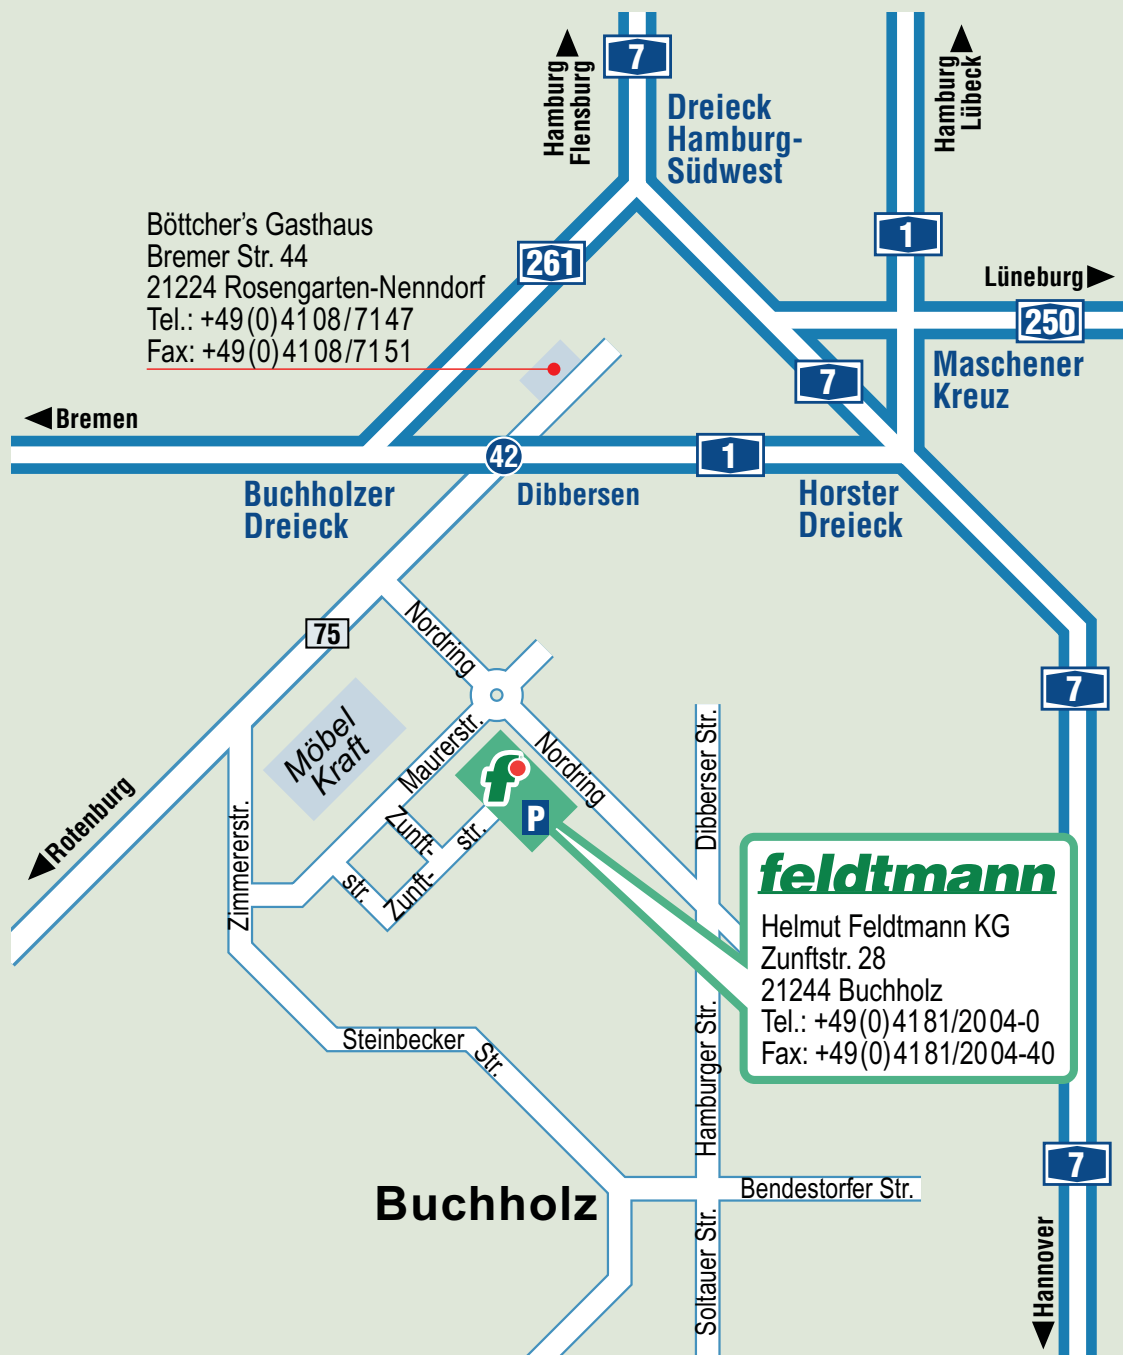 Hamburg
Flensburg
7
Dreieck
Hamburg-
Südwest
Hamburg
Lübeck
1
Lüneburg
250
Maschener
Kreuz
261
7
Böttcher's Gasthaus
Bremer Str. 44
21224 Rosengarten-Nenndorf
Tel.: +49(0)4108/7147
Fax: +49(0)4108/7151
Bremen
42
1
Buchholzer
Dreieck
Dibbersen
Horster
Dreieck
75
Nordring
7
Möbel
Kraft
Maurerstr.
Nordring
Dibberser Str.
f
P
Rotenburg
Zimmererstr.
Zunft-
str.
Zunft-
str.
feldtmann
Helmut Feldtmann KG
Zunftstr. 28
21244 Buchholz
Tel.: +49(0)4181/2004-0
Fax: +49(0)4181/2004-40
Steinbecker
Str.
Hamburger Str.
7
Buchholz
Bendestorfer Str.
Soltauer Str.
Hannover